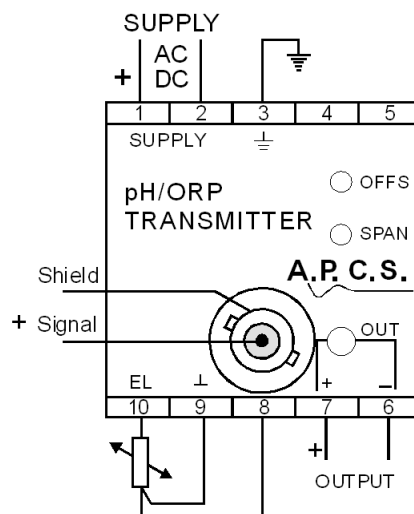 SUPPLY
AC
+ DC
1 2 3 4 5
SUPPLY
pH/ORP
TRANSMITTER
OFFS
SPAN
A.P.C.S.
Shield
+ Signal
OUT
EL + −
10 9 8 7 6
+
OUTPUT